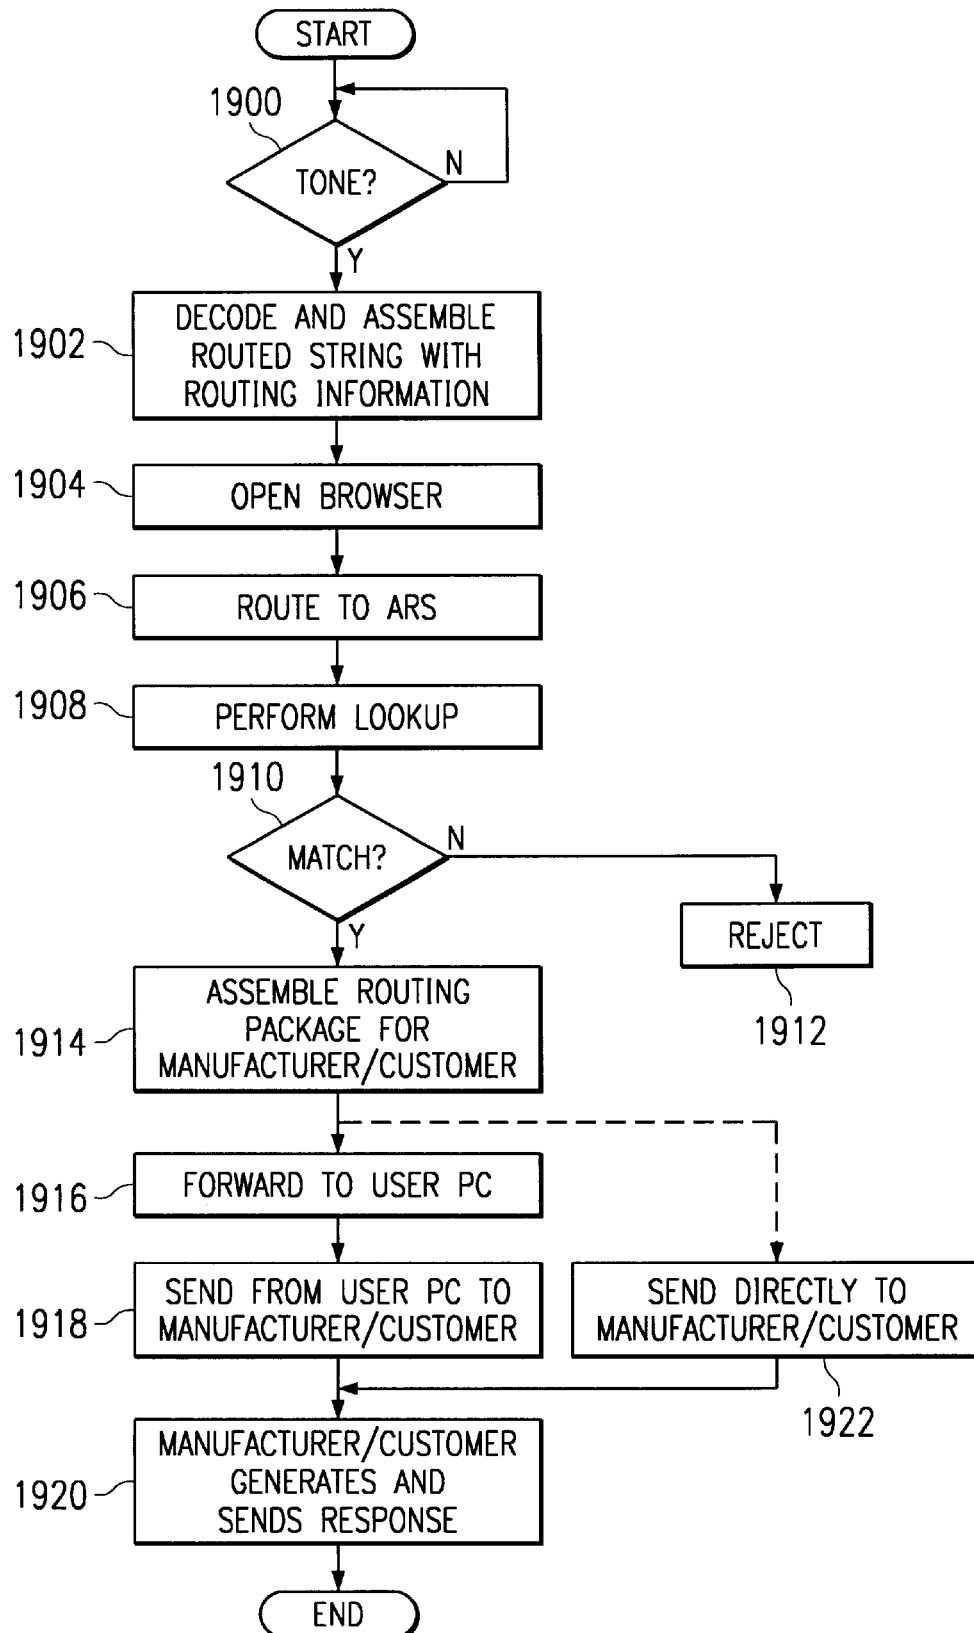 START
1900
TONE?
N
Y
1902
DECODE AND ASSEMBLE
ROUTED STRING WITH
ROUTING INFORMATION
1904
OPEN BROWSER
1906
ROUTE TO ARS
1908
PERFORM LOOKUP
1910
MATCH?
N
Y
REJECT
1912
1914
ASSEMBLE ROUTING
PACKAGE FOR
MANUFACTURER/CUSTOMER
1916
FORWARD TO USER PC
1918
SEND FROM USER PC TO
MANUFACTURER/CUSTOMER
SEND DIRECTLY TO
MANUFACTURER/CUSTOMER
1922
1920
MANUFACTURER/CUSTOMER
GENERATES AND
SENDS RESPONSE
END